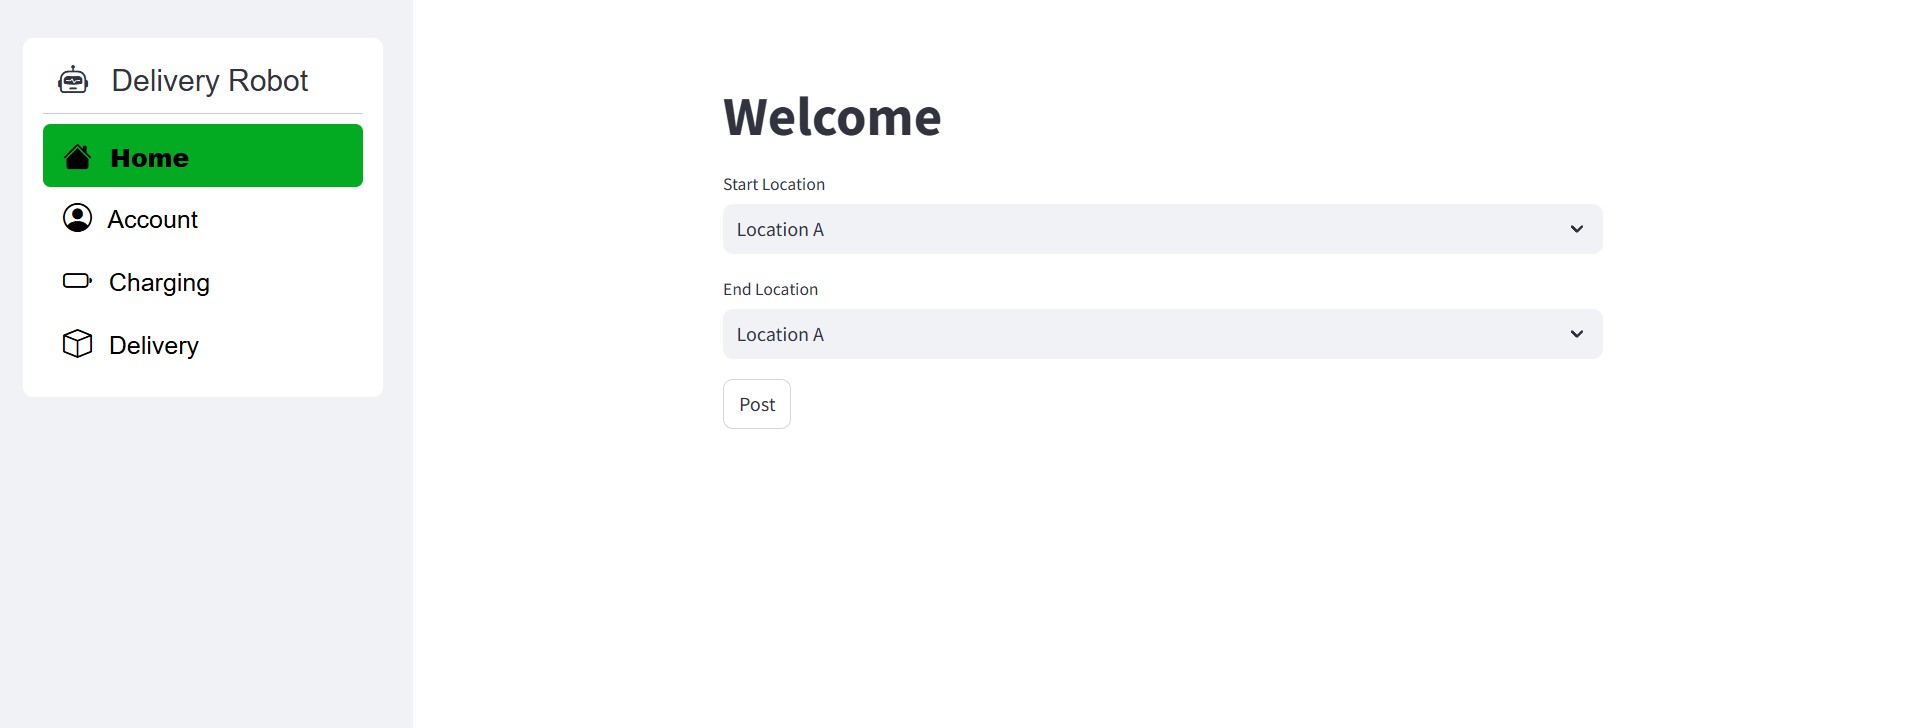 Delivery Robot
Home
Account
Charging
Delivery
Welcome
Start Location
Location A
End Location
Location A
Post